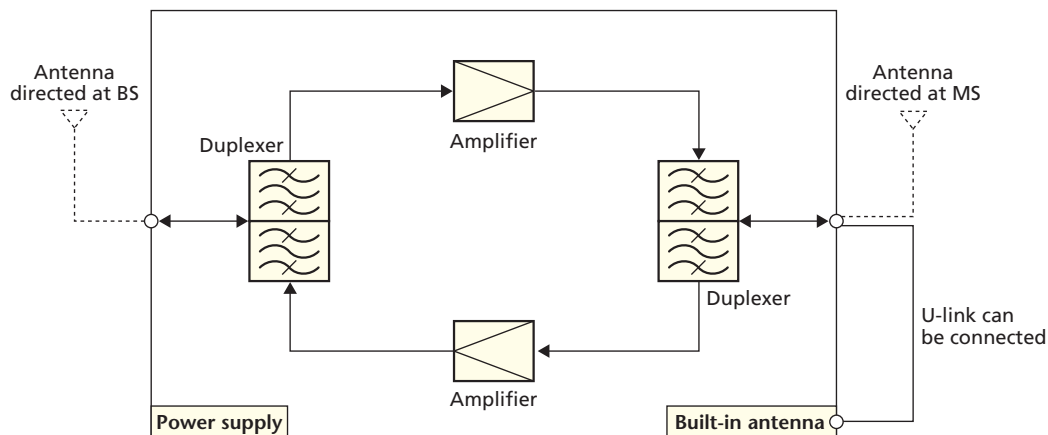 Antenna
directed at BS
Antenna
directed at MS
Amplifier
Duplexer
Duplexer
U-link can
be connected
Amplifier
Power supply
Built-in antenna